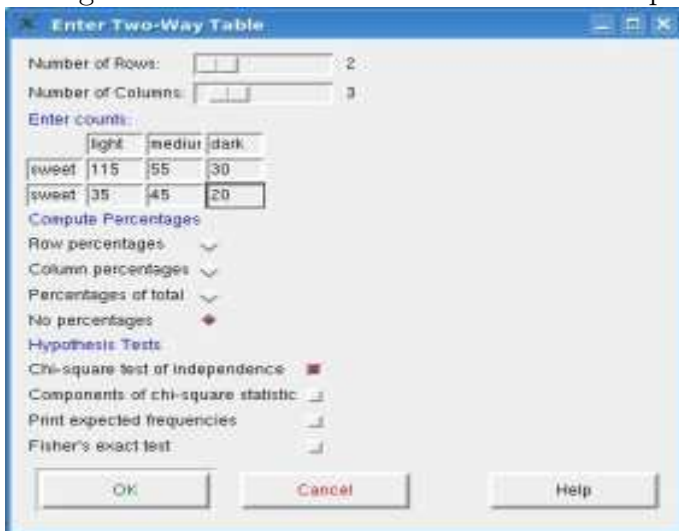 Enter Two-Way Table
Number of Rows: 2
Number of Columns: 3
Enter counts:
light mediur dark
sweet 115 55 30
sweet 35 45 20
Compute Percentages
Row percentages
Column percentages
Percentages of total
No percentages
Hypothesis Tests
Chi-square test of independence
Components of chi-square statistic
Print expected frequencies
Fisher's exact test
OK Cancel Help